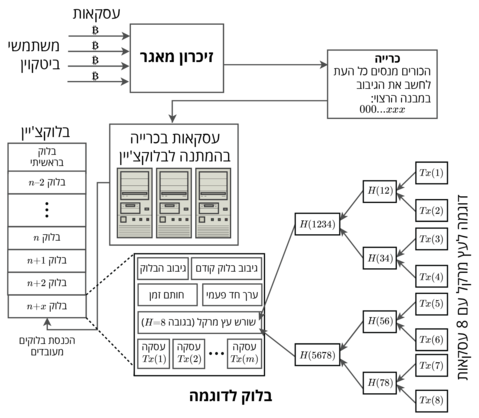 עסקאות
B
B
B
B
משתמשי
ביטקוין
זיכרון מאגר
כרייה
הכורים מנסים כל העת
לחשב את הגיבוב
במבנה הרצוי:
000...xxx
בלוקצ'יין
בלוק
בראשיתי
בלוק n–2
⋮
בלוק n
בלוק n+1
בלוק n+2
בלוק n+x
הכנסת בלוקים
מעובדים
עסקאות בכרייה
בהמתנה לבלוקצ'יין
גיבוב בלוק קודם
גיבוב הבלוק
ערך חד פעמי
חותם זמן
שורש עץ מרקל (בגובה H=8)
עסקה
Tx(1)
עסקה
Tx(2)
•••
עסקה
Tx(m)
בלוק לדוגמה
H(1234)
H(5678)
H(12)
H(34)
H(56)
H(78)
Tx(1)
Tx(2)
Tx(3)
Tx(4)
Tx(5)
Tx(6)
Tx(7)
Tx(8)
דוגמה לעץ מרקל עם 8 עסקאות